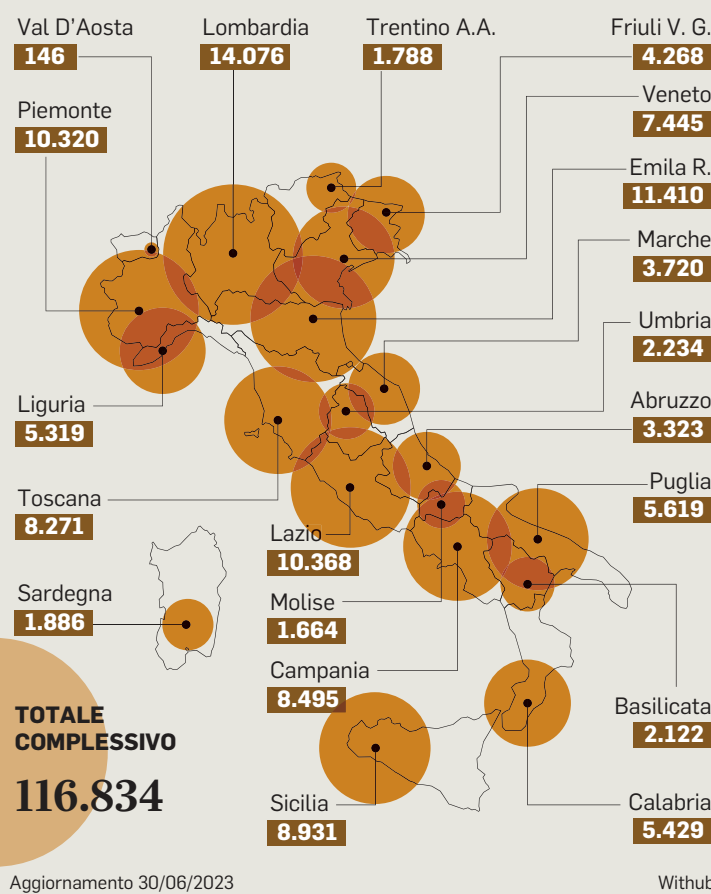 Val D’Aosta
146
Lombardia
14.076
Trentino A.A.
1.788
Friuli V. G.
4.268
Piemonte
10.320
Veneto
7.445
Emila R.
11.410
Marche
3.720
Umbria
2.234
Liguria
5.319
Abruzzo
3.323
Toscana
8.271
Puglia
5.619
Lazio
10.368
Sardegna
1.886
Molise
1.664
Campania
8.495
TOTALE
COMPLESSIVO
116.834
Basilicata
2.122
Sicilia
8.931
Calabria
5.429
Aggiornamento 30/06/2023
Withub